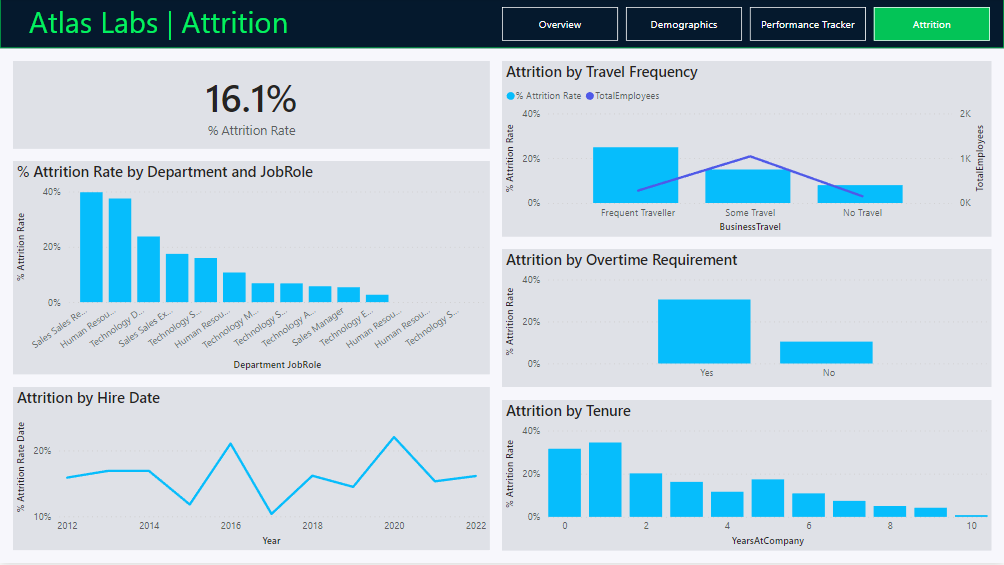 Atlas Labs | Attrition
Overview
Demographics
Performance Tracker
Attrition
16.1%
% Attrition Rate
% Attrition Rate by Department and JobRole
% Attrition Rate
40%
20%
0%
Sales Sales Re...
Human Resou...
Technology D...
Sales Sales Ex...
Technology S...
Human Resou...
Technology M...
Technology S...
Technology A...
Sales Manager
Technology E...
Human Resou...
Human Resou...
Technology S...
Department JobRole
Attrition by Hire Date
% Attrition Rate Date
20%
10%
2012 2014 2016 2018 2020 2022
Year
Attrition by Travel Frequency
% Attrition Rate TotalEmployees
% Attrition Rate
40%
20%
0%
2K
1K
0K
TotalEmployees
Frequent Traveller Some Travel No Travel
BusinessTravel
Attrition by Overtime Requirement
% Attrition Rate
40%
20%
0%
Yes No
Attrition by Tenure
% Attrition Rate
40%
20%
0%
0 2 4 6 8 10
YearsAtCompany